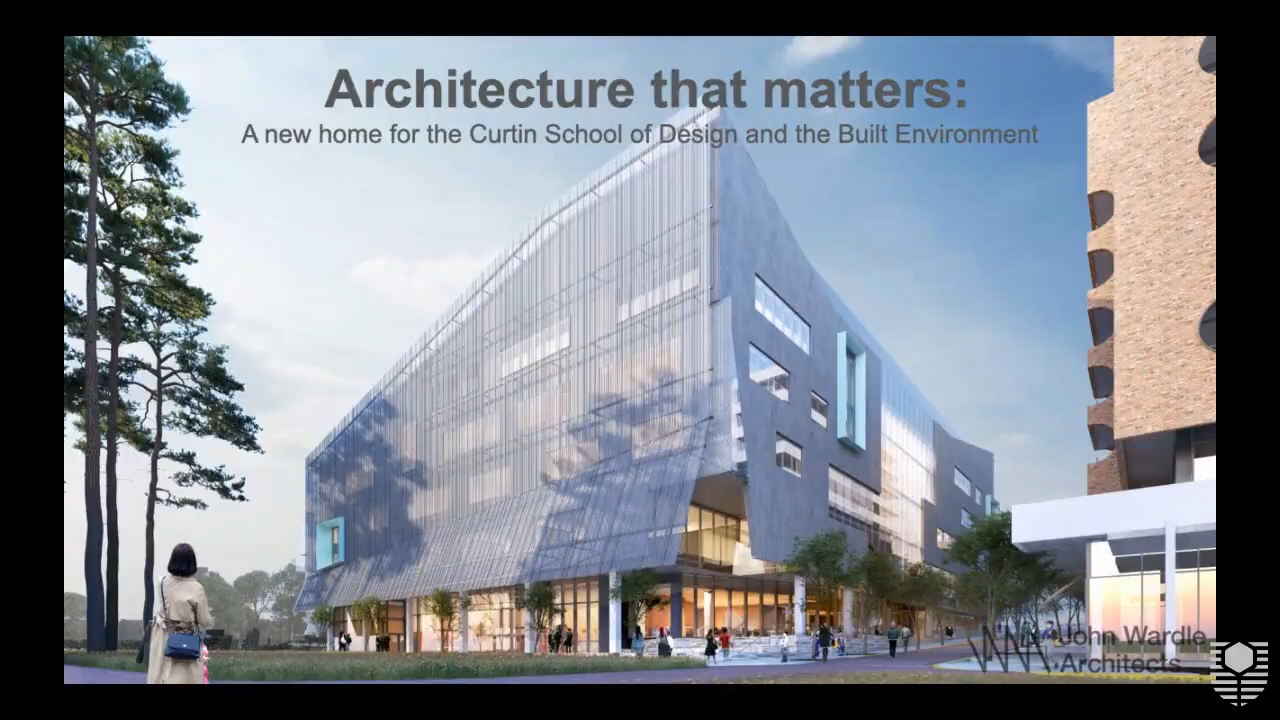 Architecture that matters:
A new home for the Curtin School of Design and the Built Environment
John Wardle
Architects